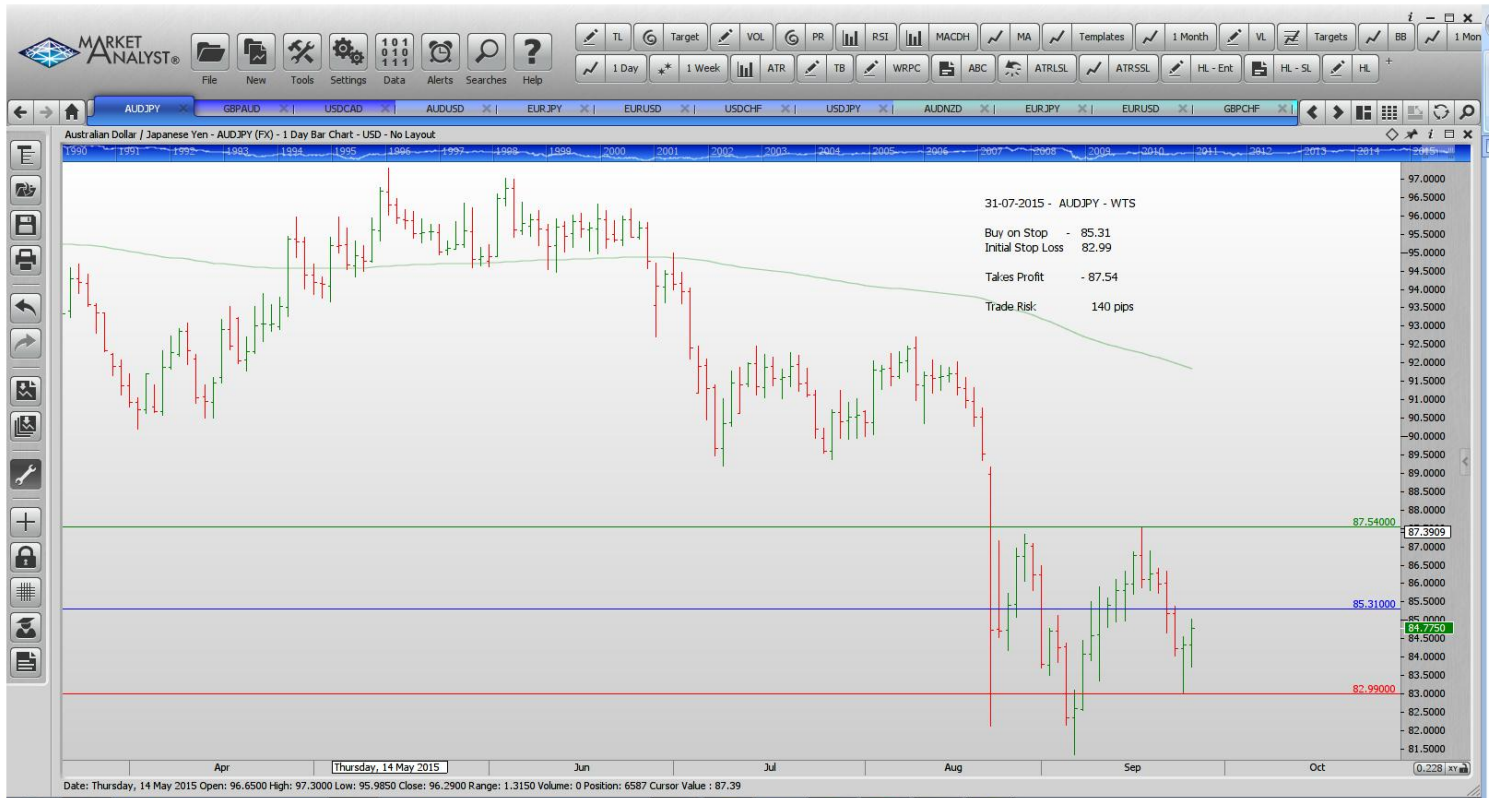 MARKET ANALYST®
File New Tools Settings Data Alerts Searches Help
TL Target VOL PR RSI MACDH MA Templates 1 Month VL Targets BB 1 Mon
1 Day 1 Week ATR TB WRPC ABC ATRLSL ATRSSL HL - Ent HL - SL HL +
AUDJPY GBPAUD USDCAD AUDUSD EURJPY EURUSD USDCHF USDJPY AUDNZD EURJPY EURUSD GBPCHF
Australian Dollar / Japanese Yen - AUDJPY (FX) - 1 Day Bar Chart - USD - No Layout
1990 1991 1992 1993 1994 1995 1996 1997 1998 1999 2000 2001 2002 2003 2004 2005 2006 2007 2008 2009 2010 2011 2012 2013 2014 2015
31-07-2015 - AUDJPY - WTS
Buy on Stop - 85.31
Initial Stop Loss 82.99
Takes Profit - 87.54
Trade Risk 140 pips
97.0000
96.5000
96.0000
95.5000
95.0000
94.5000
94.0000
93.5000
93.0000
92.5000
92.0000
91.5000
91.0000
90.5000
90.0000
89.5000
89.0000
88.5000
88.0000
87.54000
87.3909
87.0000
86.5000
86.0000
85.5000
85.31000
85.0000
84.7750
84.5000
84.0000
83.5000
82.99000
83.0000
82.5000
82.0000
81.5000
Apr Thursday, 14 May 2015 Jun Jul Aug Sep Oct 0.228 XY
Date: Thursday, 14 May 2015 Open: 96.6500 High: 97.3000 Low: 95.9850 Close: 96.2900 Range: 1.3150 Volume: 0 Position: 6587 Cursor Value : 87.39